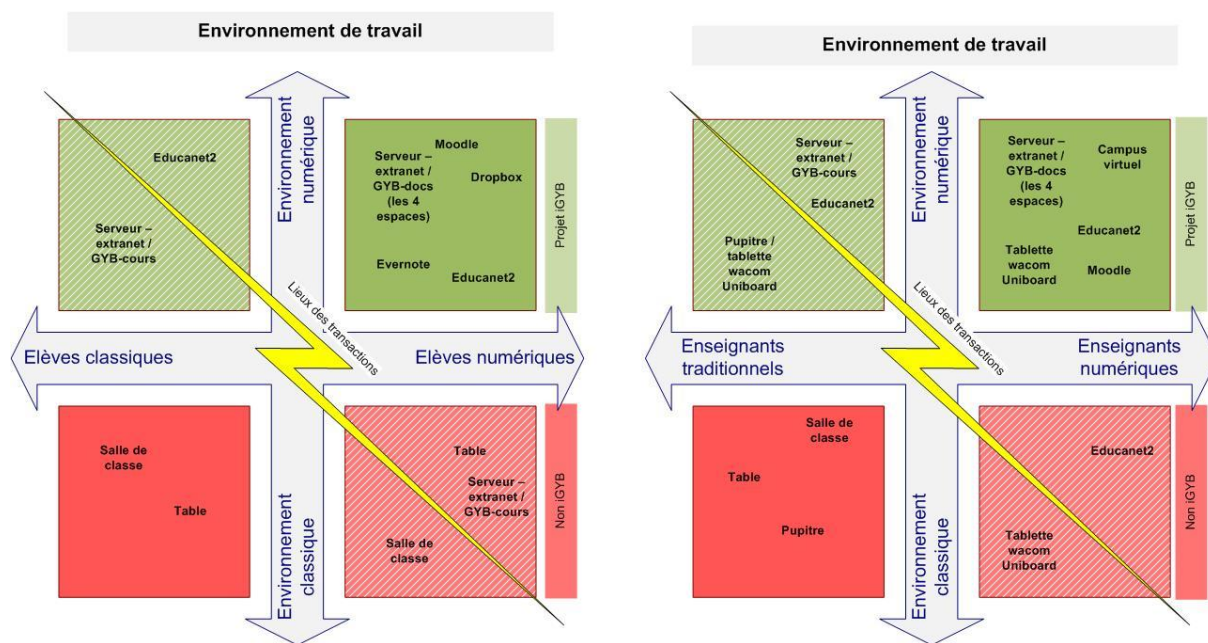 Environnement de travail
Environnement
numérique
Educanet2
Serveur –
extranet /
GYB-cours
Moodle
Serveur –
extranet /
GYB-docs
(les 4
espaces)
Dropbox
Evernote
Educanet2
Projet iGYB
Lieux des transactions
Elèves classiques
Elèves numériques
Salle de
classe
Table
Environnement
classique
Table
Serveur –
extranet /
GYB-cours
Salle de
classe
Non iGYB
Environnement de travail
Environnement
numérique
Serveur –
extranet /
GYB-cours
Educanet2
Pupitre /
tablette
wacom
Uniboard
Serveur –
extranet /
GYB-docs
(les 4
espaces)
Campus
virtuel
Educanet2
Tablette
wacom
Uniboard
Moodle
Projet iGYB
Lieux des transactions
Enseignants
traditionnels
Enseignants
numériques
Salle de
classe
Table
Pupitre
Environnement
classique
Educanet2
Tablette
wacom
Uniboard
Non iGYB